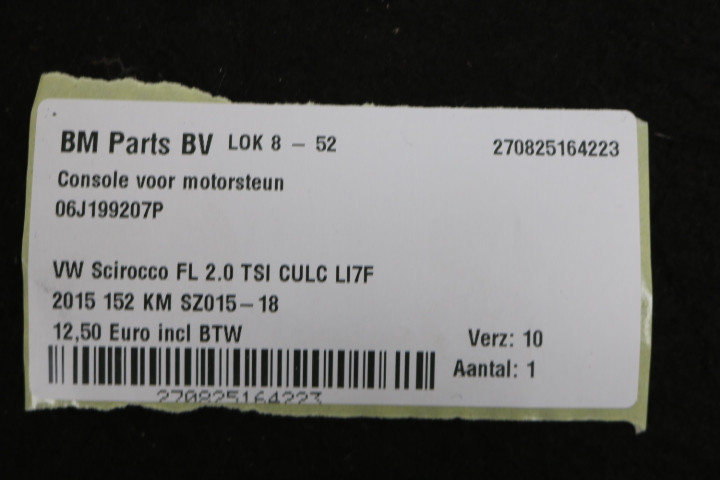 BM Parts BV LOK 8 - 52 270825164223
Console voor motorsteun
06J199207P
VW Scirocco FL 2.0 TSI CULC LI7F
2015 152 KM SZ015-18
12,50 Euro incl BTW
Verz: 10
Aantal: 1
270825164223